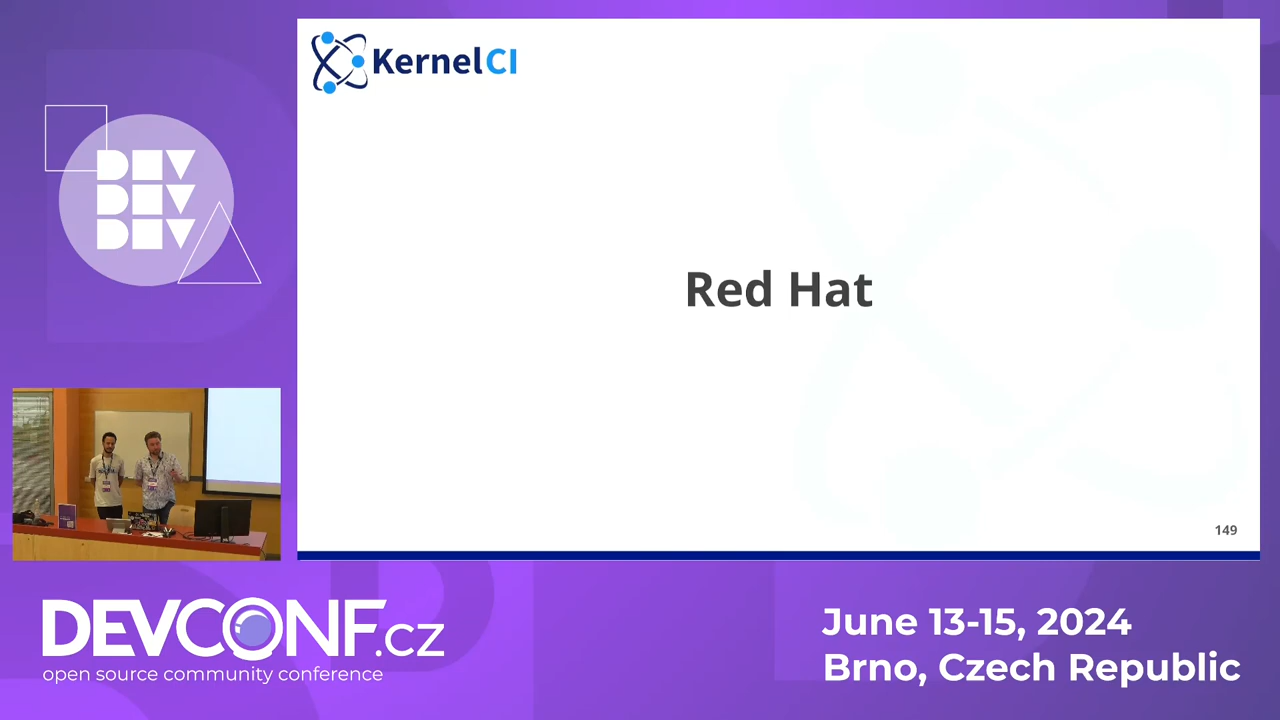 KernelCI
DEV
DEV
DEV
Red Hat
149
DEVCONF.cz
open source community conference
June 13-15, 2024
Brno, Czech Republic